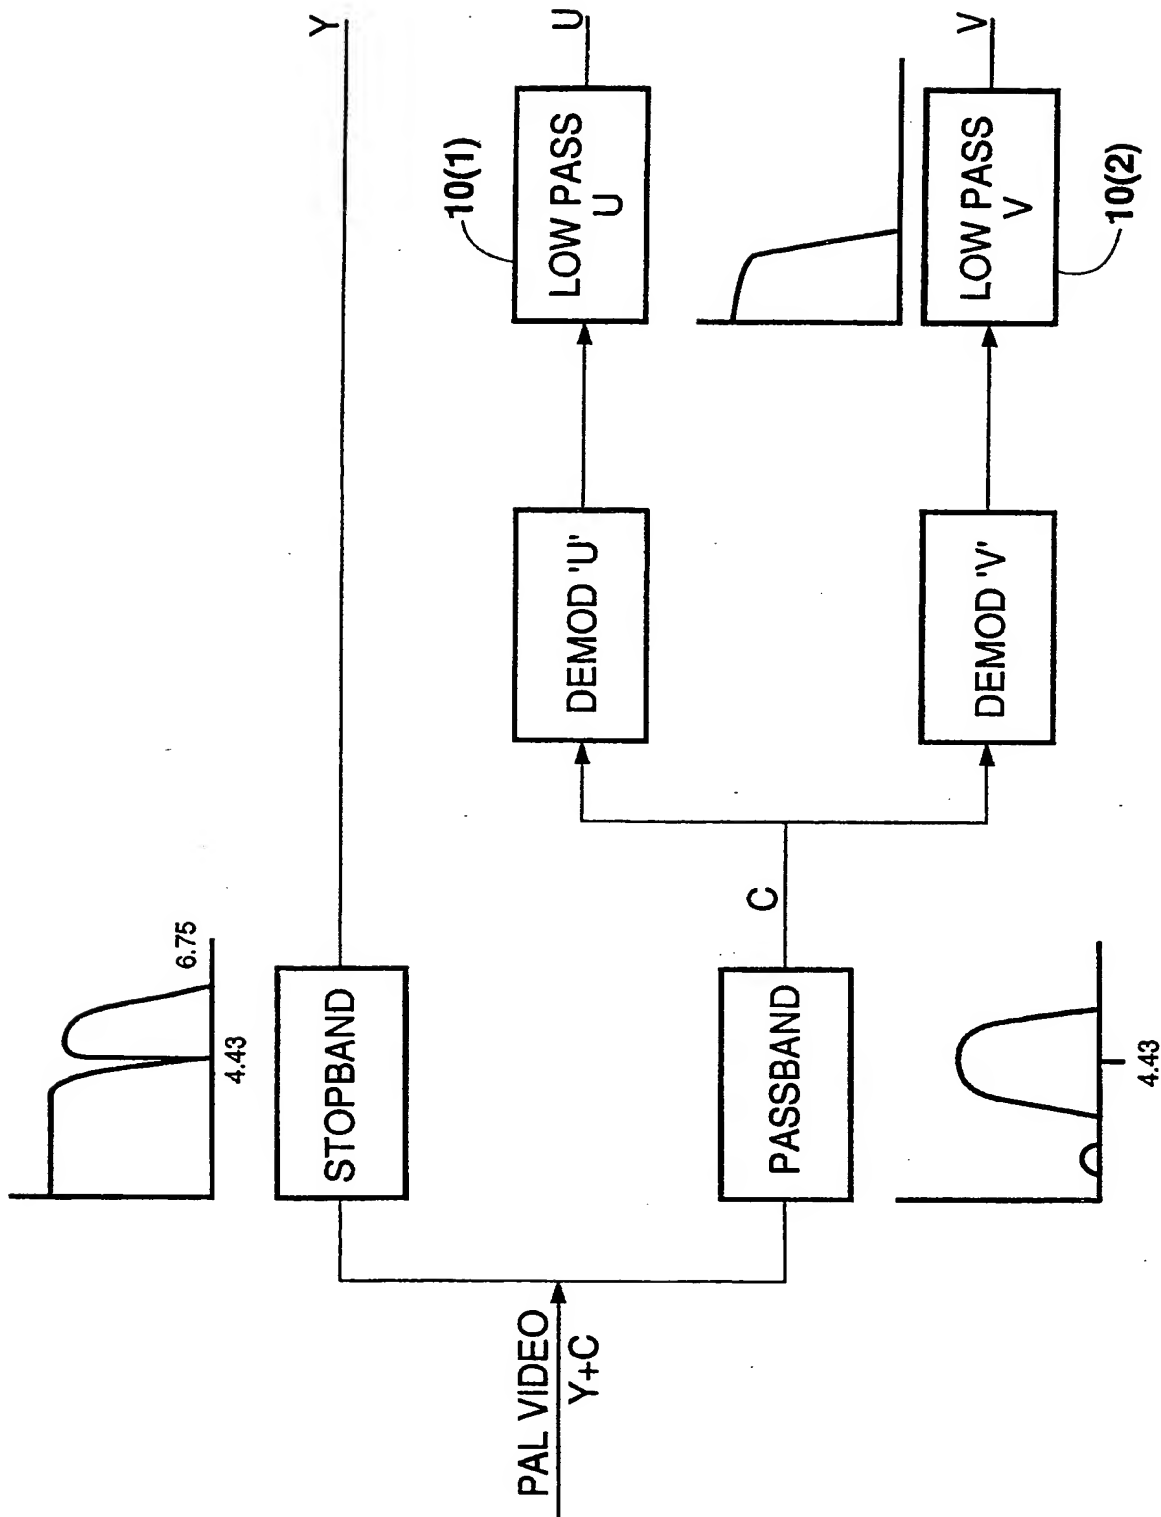 PAL VIDEO
Y+C
6.75
4.43
STOPBAND
Y
PASSBAND
4.43
C
DEMOD 'U'
LOW PASS
U
10(1)
U
DEMOD 'V'
LOW PASS
V
10(2)
V